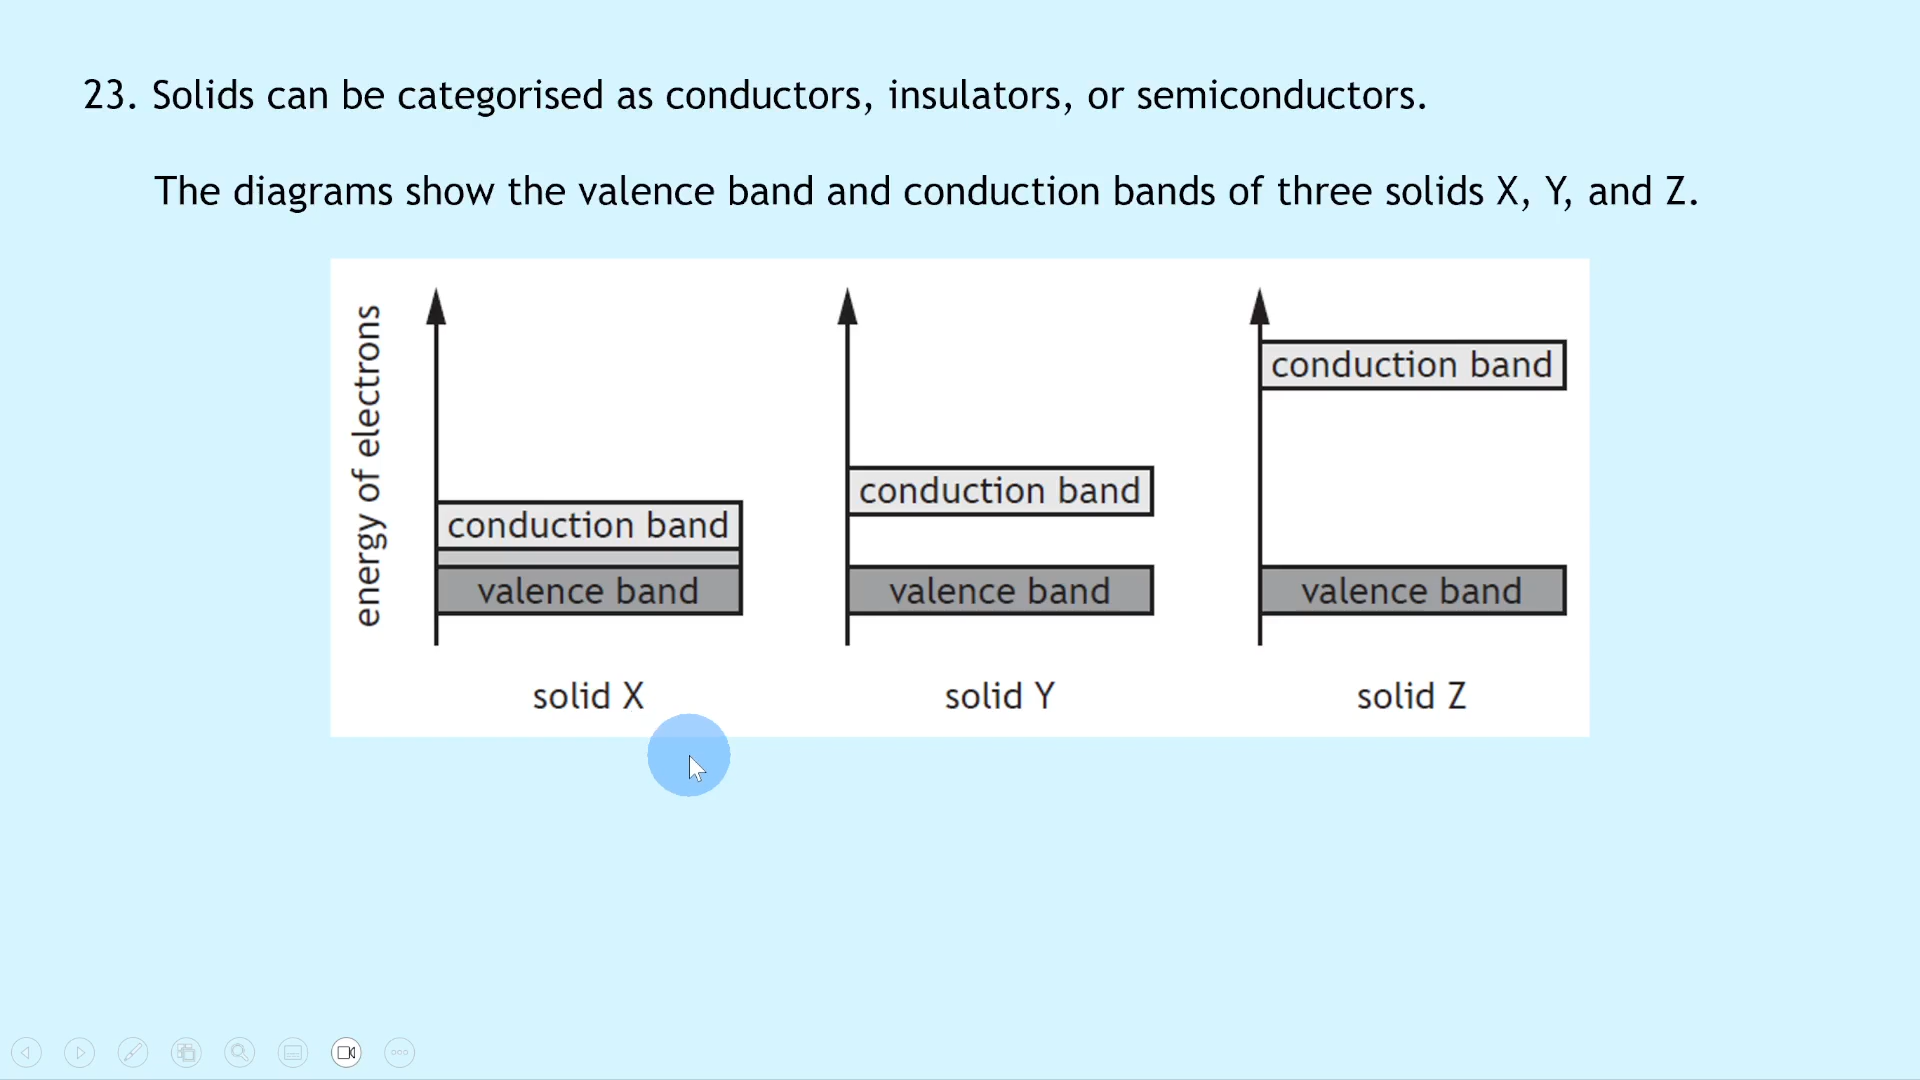 23. Solids can be categorised as conductors, insulators, or semiconductors.
The diagrams show the valence band and conduction bands of three solids X, Y, and Z.
energy of electrons
conduction band
valence band
solid X
conduction band
valence band
solid Y
conduction band
valence band
solid Z